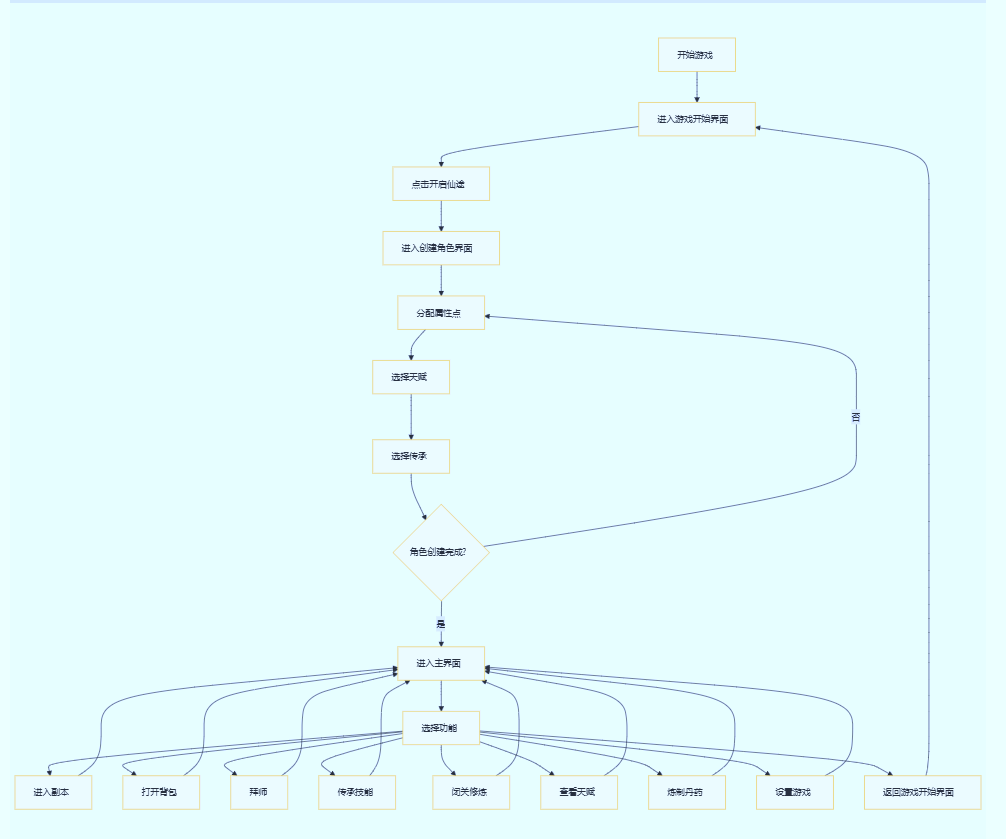 开始游戏
进入游戏开始界面
点击开启仙途
进入创建角色界面
分配属性点
选择天赋
否
选择传承
角色创建完成?
是
进入主界面
选择功能
进入副本
打开背包
拜师
传承技能
闭关修炼
查看天赋
炼制丹药
设置游戏
返回游戏开始界面